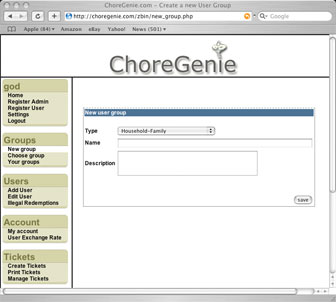 ChoreGenie.com – Create a new User Group
http://choregenie.com/zbin/new_group.php
Apple (64) Amazon eBay Yahoo! News (501)
ChoreGenie
god
Home
Register Admin
Register User
Settings
Logout
Groups
New group
Choose group
Your groups
Users
Add User
Edit User
Illegal Redemptions
Account
My account
User Exchange Rate
Tickets
Create Tickets
Print Tickets
Manage Tickets
New user group
Type Household-Family
Name
Description
save